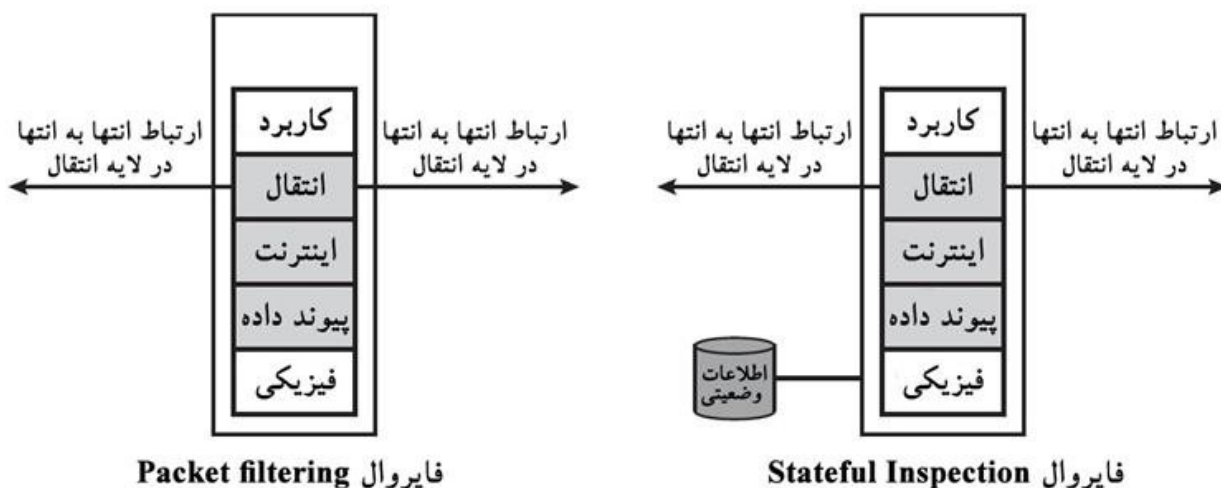 ارتباط انتها به انتها
در لایه انتقال
کاربرد
انتقال
اینترنت
پیوند داده
فیزیکی
ارتباط انتها به انتها
در لایه انتقال
فایروال Packet filtering
ارتباط انتها به انتها
در لایه انتقال
کاربرد
انتقال
اینترنت
پیوند داده
فیزیکی
ارتباط انتها به انتها
در لایه انتقال
اطلاعات
وضعیتی
فایروال Stateful Inspection